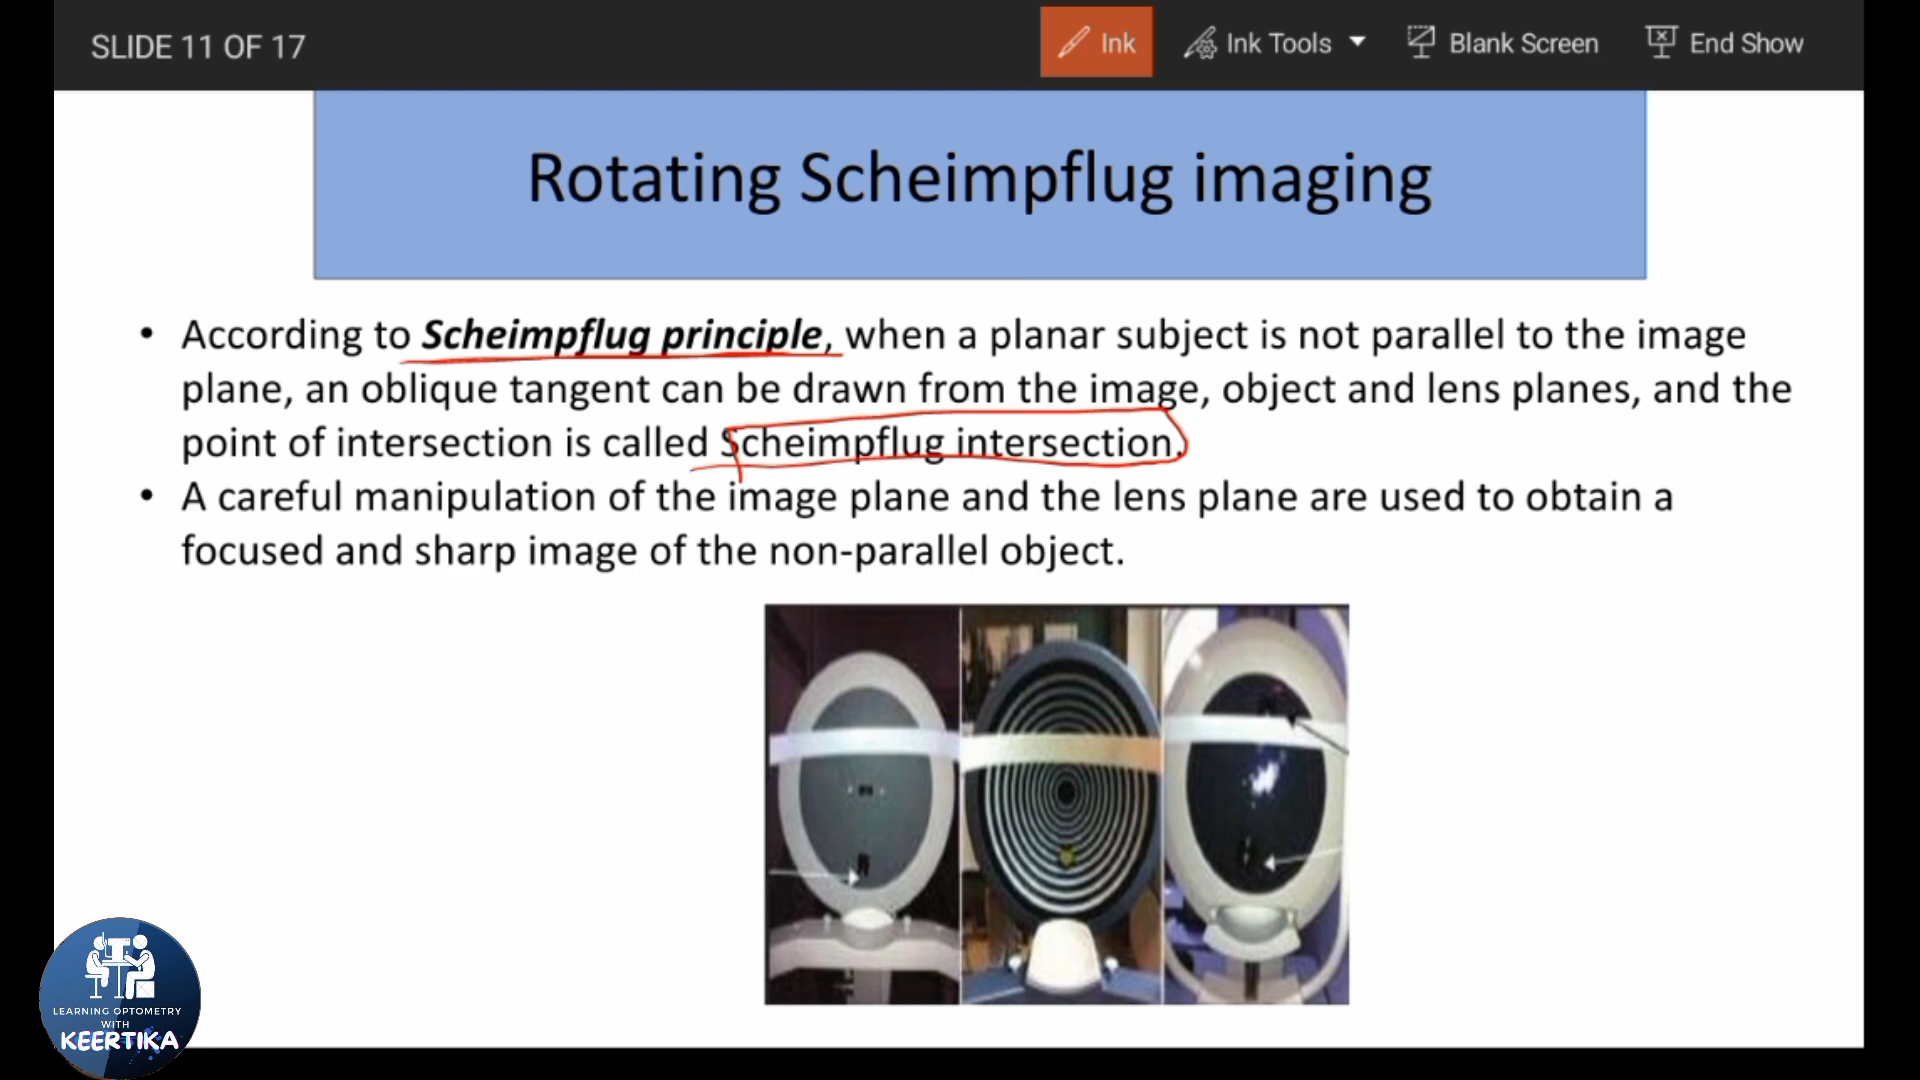 SLIDE 11 OF 17
Ink
Ink Tools
Blank Screen
End Show
Rotating Scheimpflug imaging
• According to Scheimpflug principle, when a planar subject is not parallel to the image
plane, an oblique tangent can be drawn from the image, object and lens planes, and the
point of intersection is called Scheimpflug intersection.
• A careful manipulation of the image plane and the lens plane are used to obtain a
focused and sharp image of the non-parallel object.
LEARNING OPTOMETRY
WITH
KEERTIKA